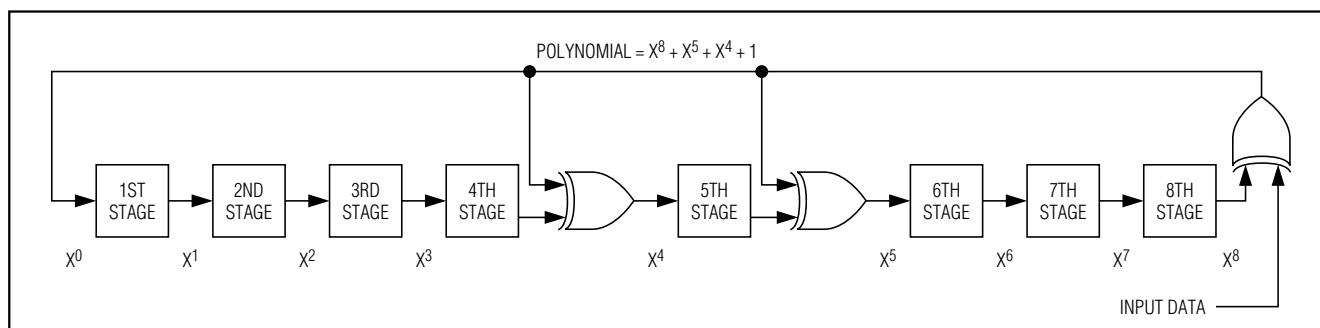 POLYNOMIAL = X⁸ + X⁵ + X⁴ + 1
1ST
STAGE
2ND
STAGE
3RD
STAGE
4TH
STAGE
5TH
STAGE
6TH
STAGE
7TH
STAGE
8TH
STAGE
X⁰ X¹ X² X³ X⁴ X⁵ X⁶ X⁷ X⁸
INPUT DATA